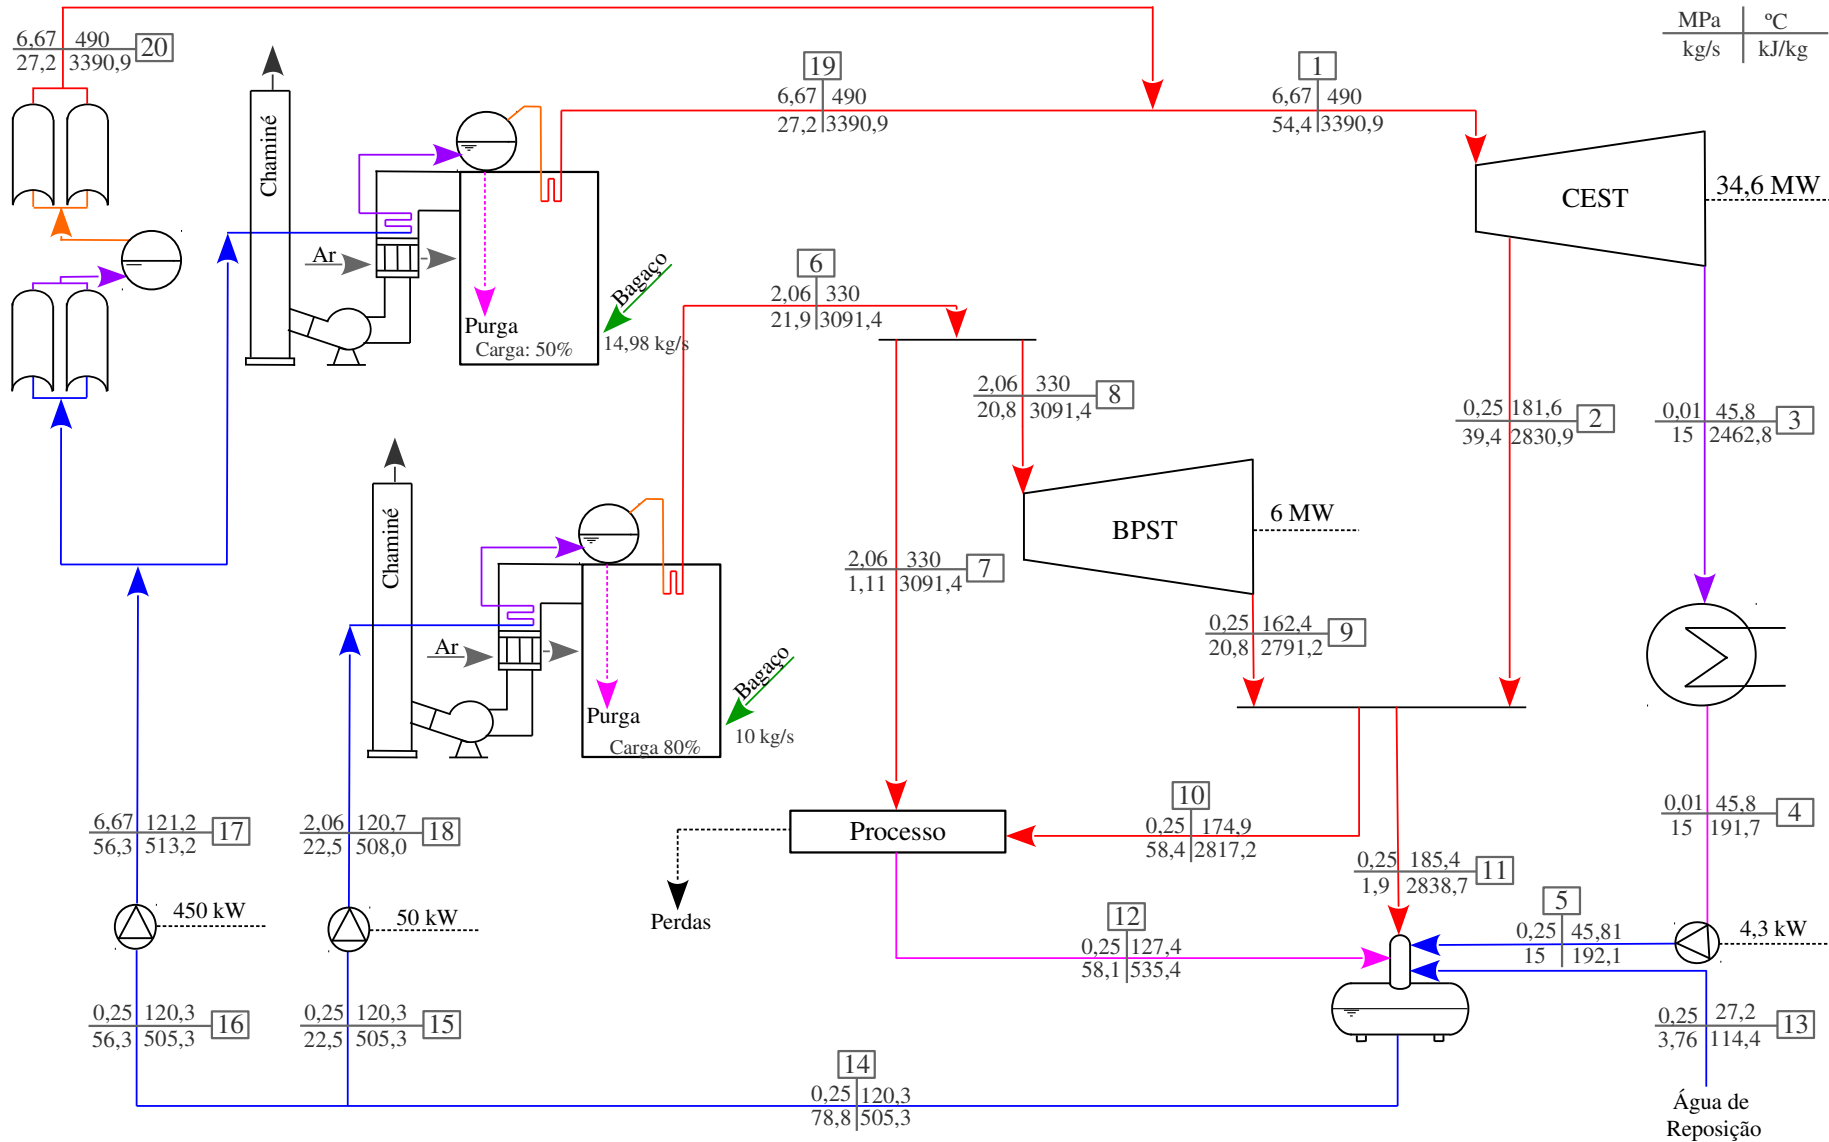 MPa ºC
kg/s kJ/kg
6,67 490 20
27,2 3390,9
19
6,67 490
27,2 3390,9
1
6,67 490
54,4 3390,9
Chaminé
CEST
34,6 MW
Ar
Bagaço
Purga
Carga: 50%
14,98 kg/s
6
2,06 330
21,9 3091,4
2,06 330 8
20,8 3091,4
0,25 181,6 2
39,4 2830,9
0,01 45,8 3
15 2462,8
Chaminé
BPST
6 MW
2,06 330 7
1,11 3091,4
Ar
Bagaço
Purga
Carga 80%
10 kg/s
0,25 162,4 9
20,8 2791,2
6,67 121,2 17
56,3 513,2
2,06 120,7 18
22,5 508,0
Processo
10
0,25 174,9
58,4 2817,2
0,01 45,8 4
15 191,7
0,25 185,4 11
1,9 2838,7
Perdas
450 kW
50 kW
12
0,25 127,4
58,1 535,4
5
0,25 45,81
15 192,1
4,3 kW
0,25 120,3 16
56,3 505,3
0,25 120,3 15
22,5 505,3
0,25 27,2 13
3,76 114,4
14
0,25 120,3
78,8 505,3
Água de
Reposição